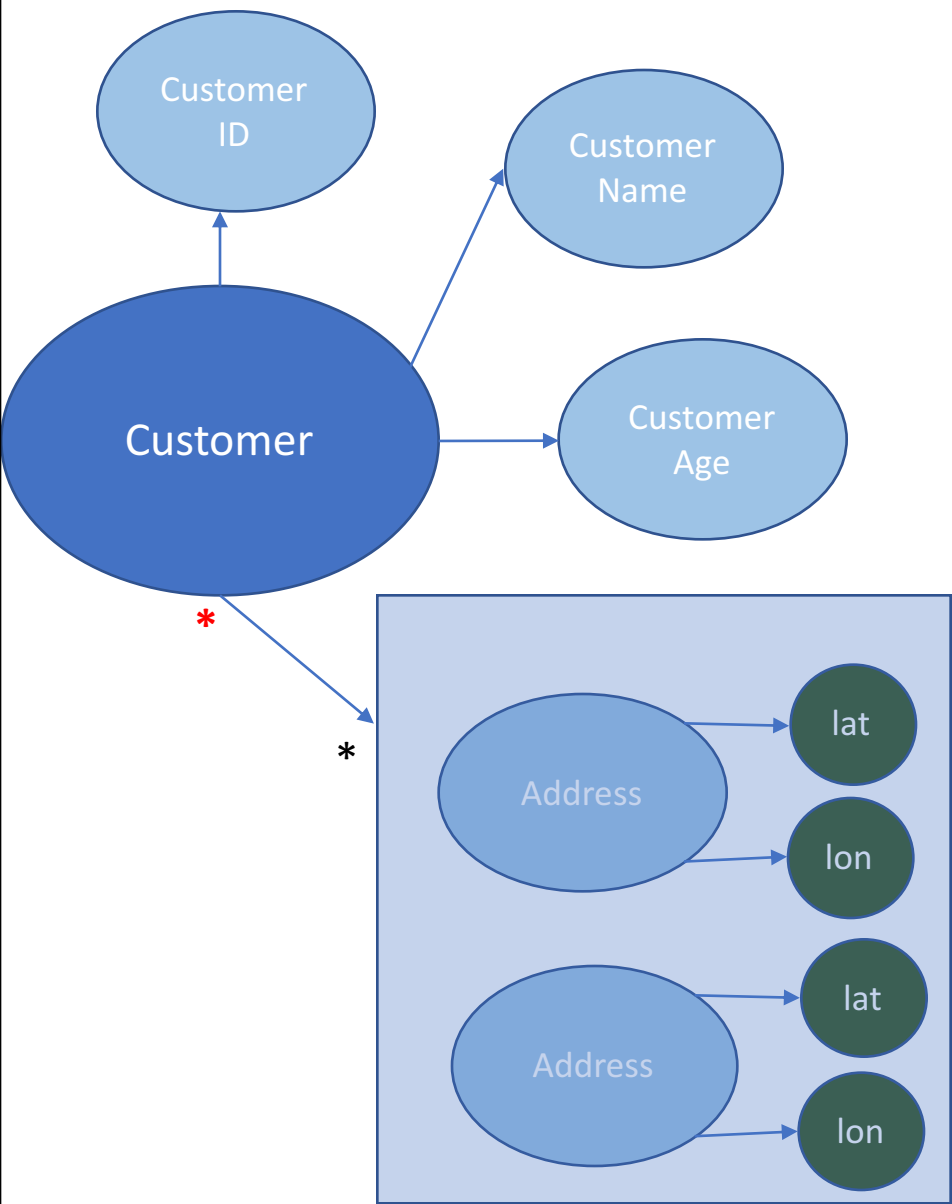 Customer
ID
Customer
Name
Customer
Customer
Age
*
*
Address
lat
lon
Address
lat
lon